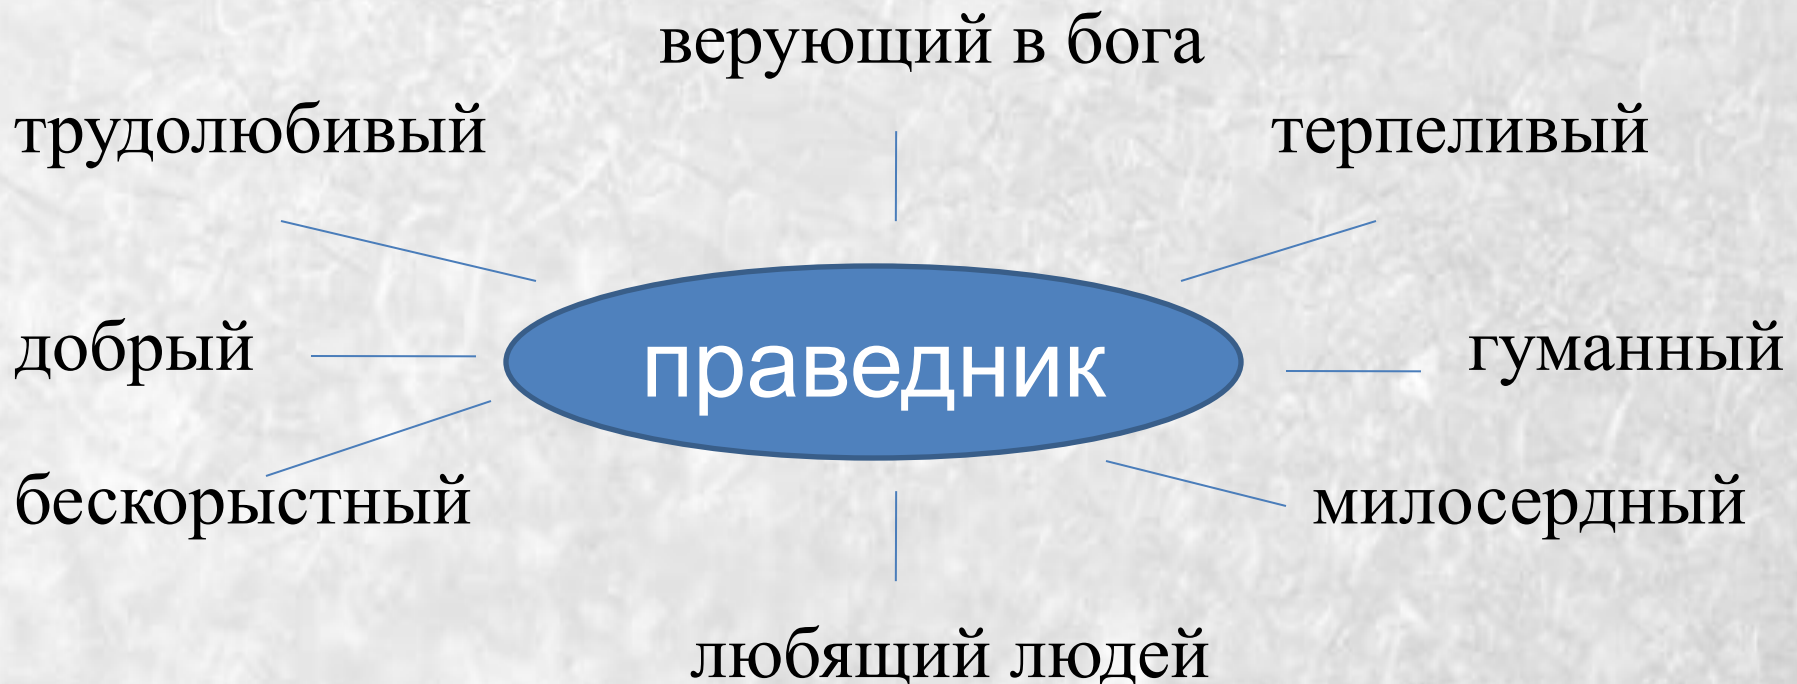 верующий в бога
трудолюбивый
терпеливый
добрый
праведник
гуманный
бескорыстный
милосердный
любящий людей